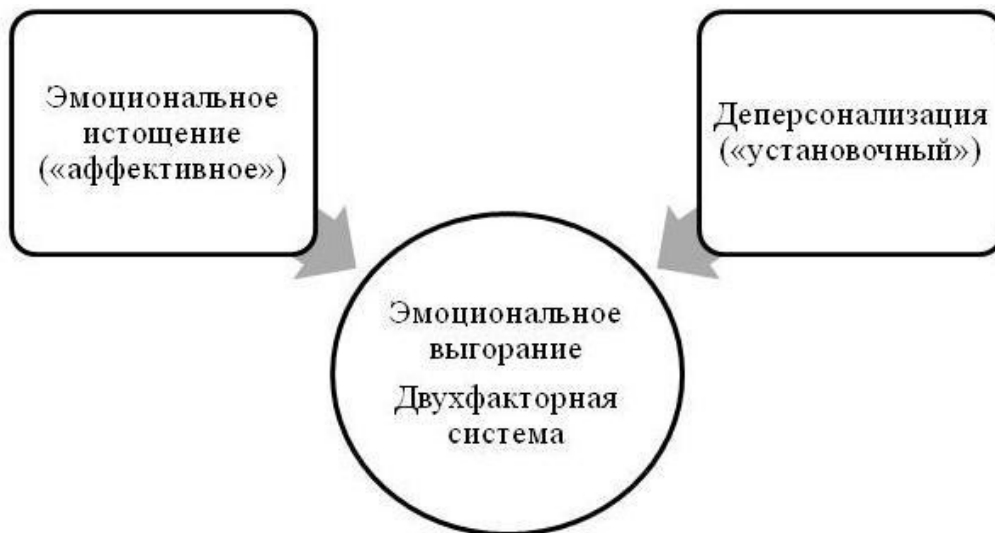 Эмоциональное
истощение
(«аффективное»)
Деперсонализация
(«установочный»)
Эмоциональное
выгорание
Двухфакторная
система